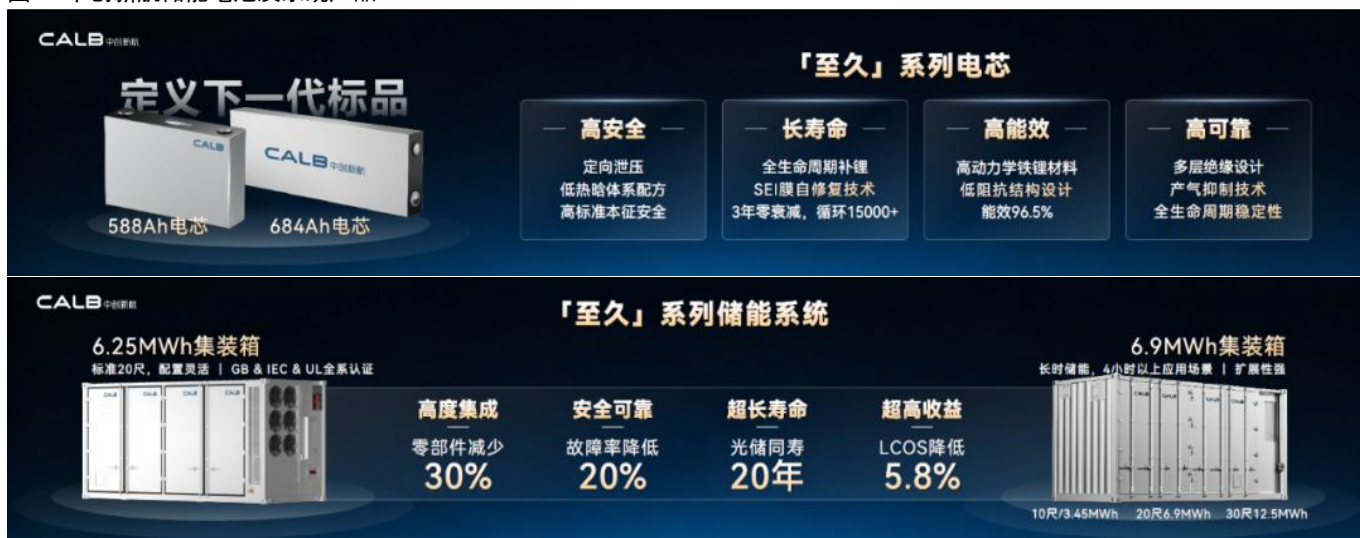 CALB 中创新航
定义下一代标品
CALB
CALB 中创新航
588Ah电芯
684Ah电芯
「至久」系列电芯
高安全
定向泄压
低热晗体系配方
高标准本征安全
长寿命
全生命周期补锂
SEI膜自修复技术
3年零衰减，循环15000+
高能效
高动力学铁锂材料
低阻抗结构设计
能效96.5%
高可靠
多层绝缘设计
产气抑制技术
全生命周期稳定性
CALB 中创新航
「至久」系列储能系统
6.25MWh集装箱
标准20尺，配置灵活 | GB & IEC & UL全系认证
CALB CALB CALB CALB
高度集成
零部件减少
30%
安全可靠
故障率降低
20%
超长寿命
光储同寿
20年
超高收益
LCOS降低
5.8%
6.9MWh集装箱
长时储能，4小时以上应用场景 | 扩展性强
10尺/3.45MWh 20尺6.9MWh 30尺12.5MWh